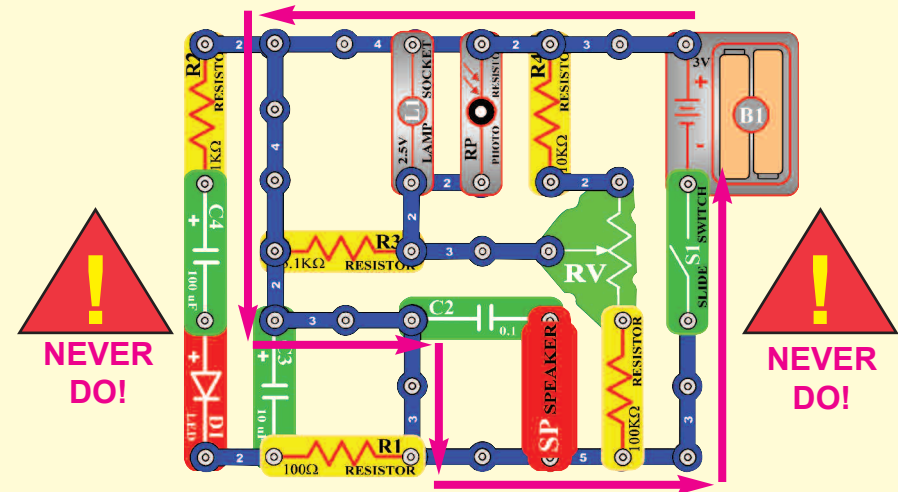 2
4
2
3
R2
RESISTOR
1KΩ
4
2.5V
L1
LAMP SOCKET
RP
PHOTO RESISTOR
R4
RESISTOR
10KΩ
3V
+
-
B1
2
2
C4
+
100 uF
2
R3
5.1KΩ
RESISTOR
3
RV
S1
SLIDE SWITCH
!
NEVER
DO!
!
NEVER
DO!
2
3
C2
0.1
+
C3
10 uF
+
D1
LED
3
SP SPEAKER
RESISTOR
100KΩ
3
2
R1
100Ω
RESISTOR
5